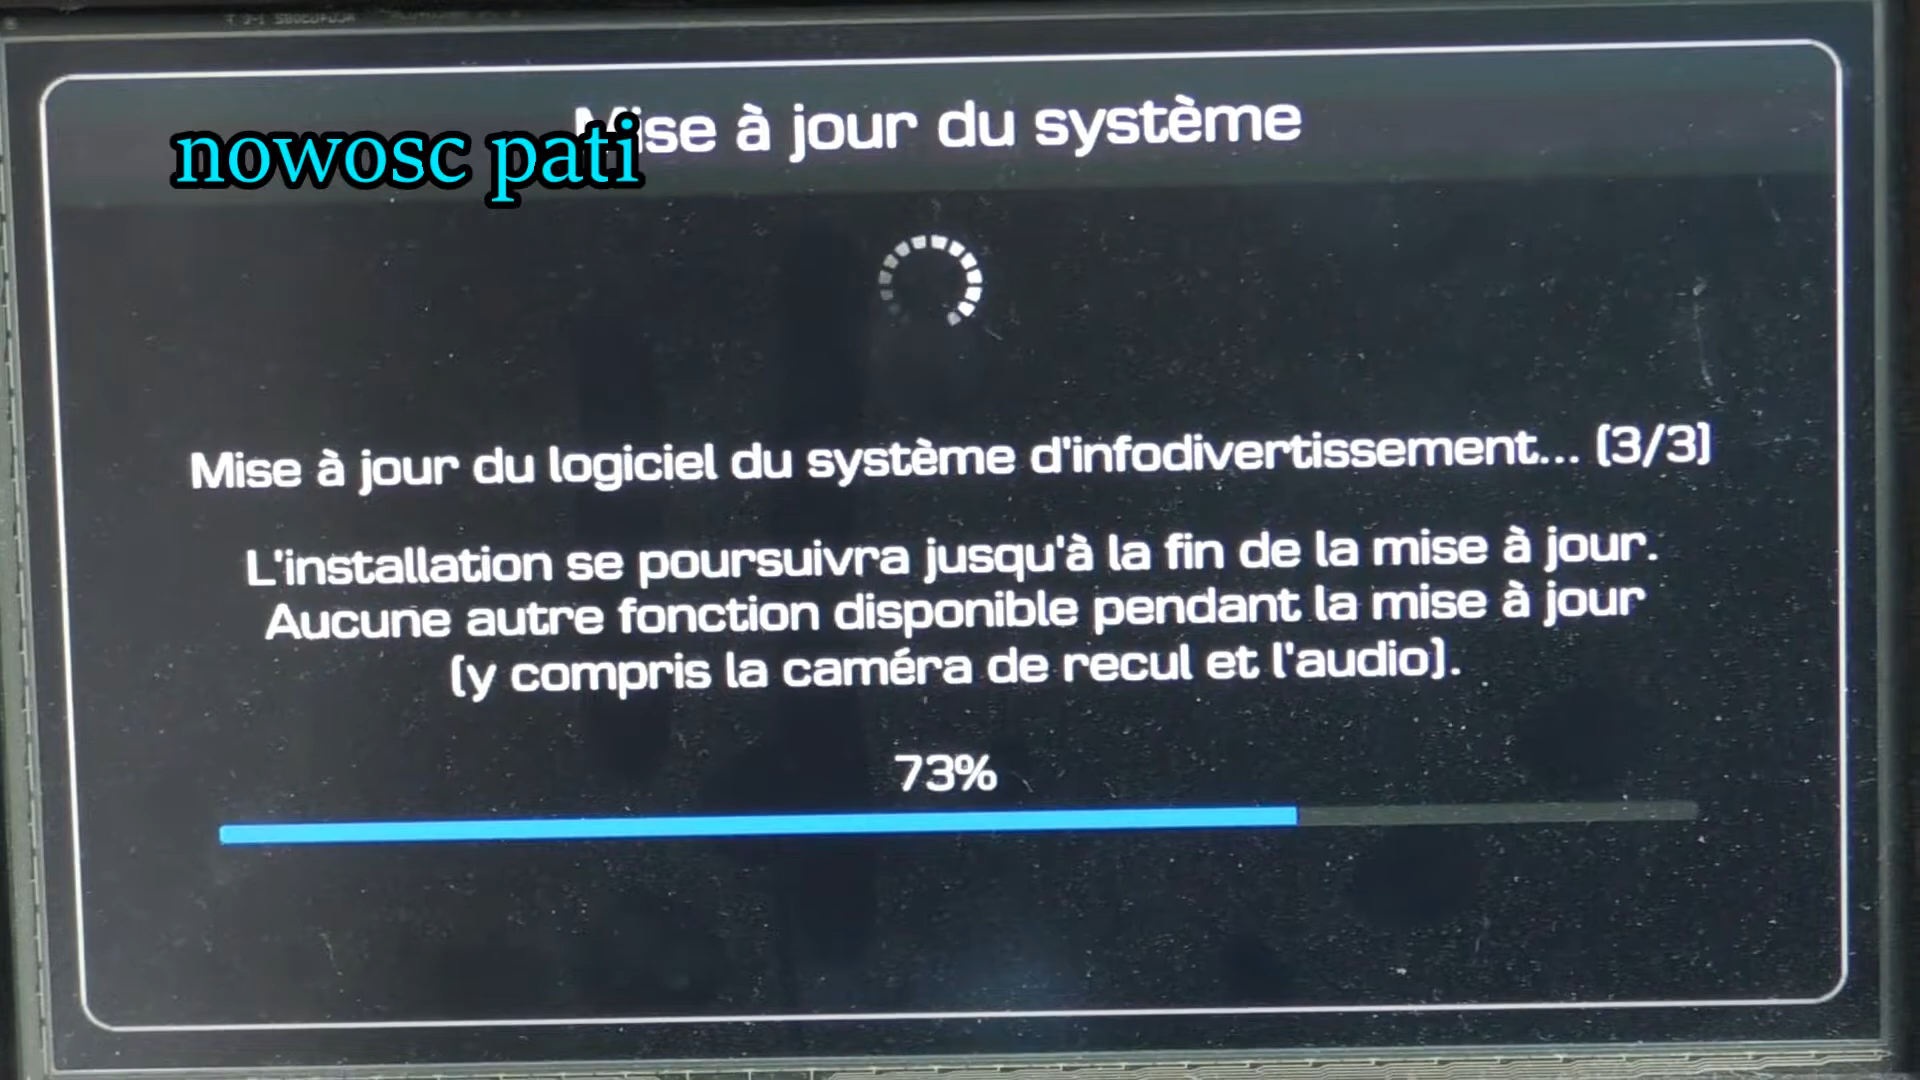 Mise à jour du système
nowosc pati
Mise à jour du logiciel du système d'infodivertissement... (3/3)
L'installation se poursuivra jusqu'à la fin de la mise à jour.
Aucune autre fonction disponible pendant la mise à jour
(y compris la caméra de recul et l'audio).
73%